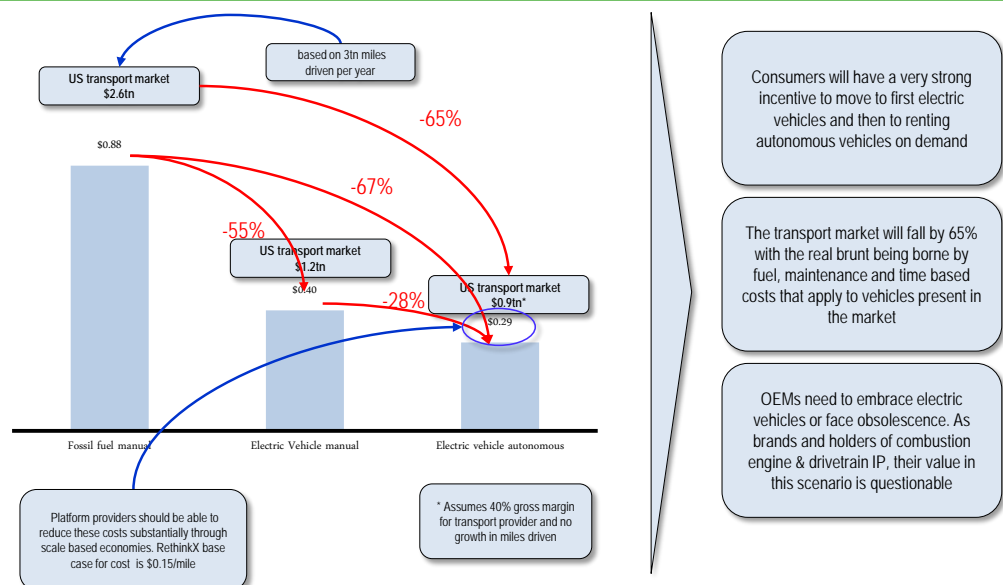 based on 3tn miles
driven per year
US transport market
$2.6tn
-65%
$0.88
-67%
-55%
US transport market
$1.2tn
$0.40
-28%
US transport market
$0.9tn*
$0.29
Fossil fuel manual
Electric Vehicle manual
Electric vehicle autonomous
Platform providers should be able to
reduce these costs substantially through
scale based economies. RethinkX base
case for cost is $0.15/mile
* Assumes 40% gross margin
for transport provider and no
growth in miles driven
Consumers will have a very strong
incentive to move to first electric
vehicles and then to renting
autonomous vehicles on demand
The transport market will fall by 65%
with the real brunt being borne by
fuel, maintenance and time based
costs that apply to vehicles present in
the market
OEMs need to embrace electric
vehicles or face obsolescence. As
brands and holders of combustion
engine & drivetrain IP, their value in
this scenario is questionable